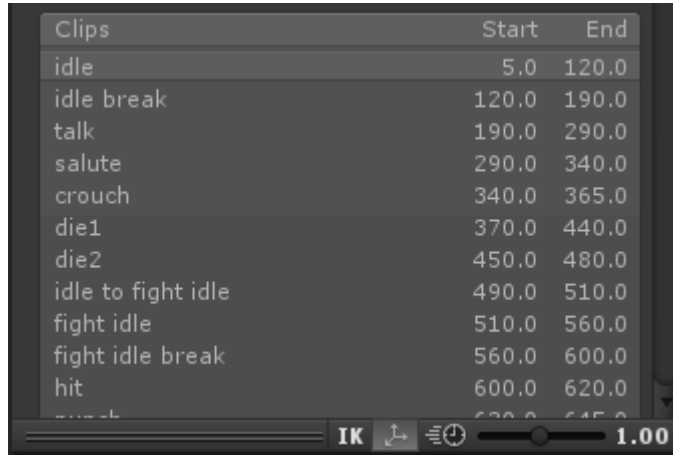 Clips Start End
idle 5.0 120.0
idle break 120.0 190.0
talk 190.0 290.0
salute 290.0 340.0
crouch 340.0 365.0
die1 370.0 440.0
die2 450.0 480.0
idle to fight idle 490.0 510.0
fight idle 510.0 560.0
fight idle break 560.0 600.0
hit 600.0 620.0
IK 1.00